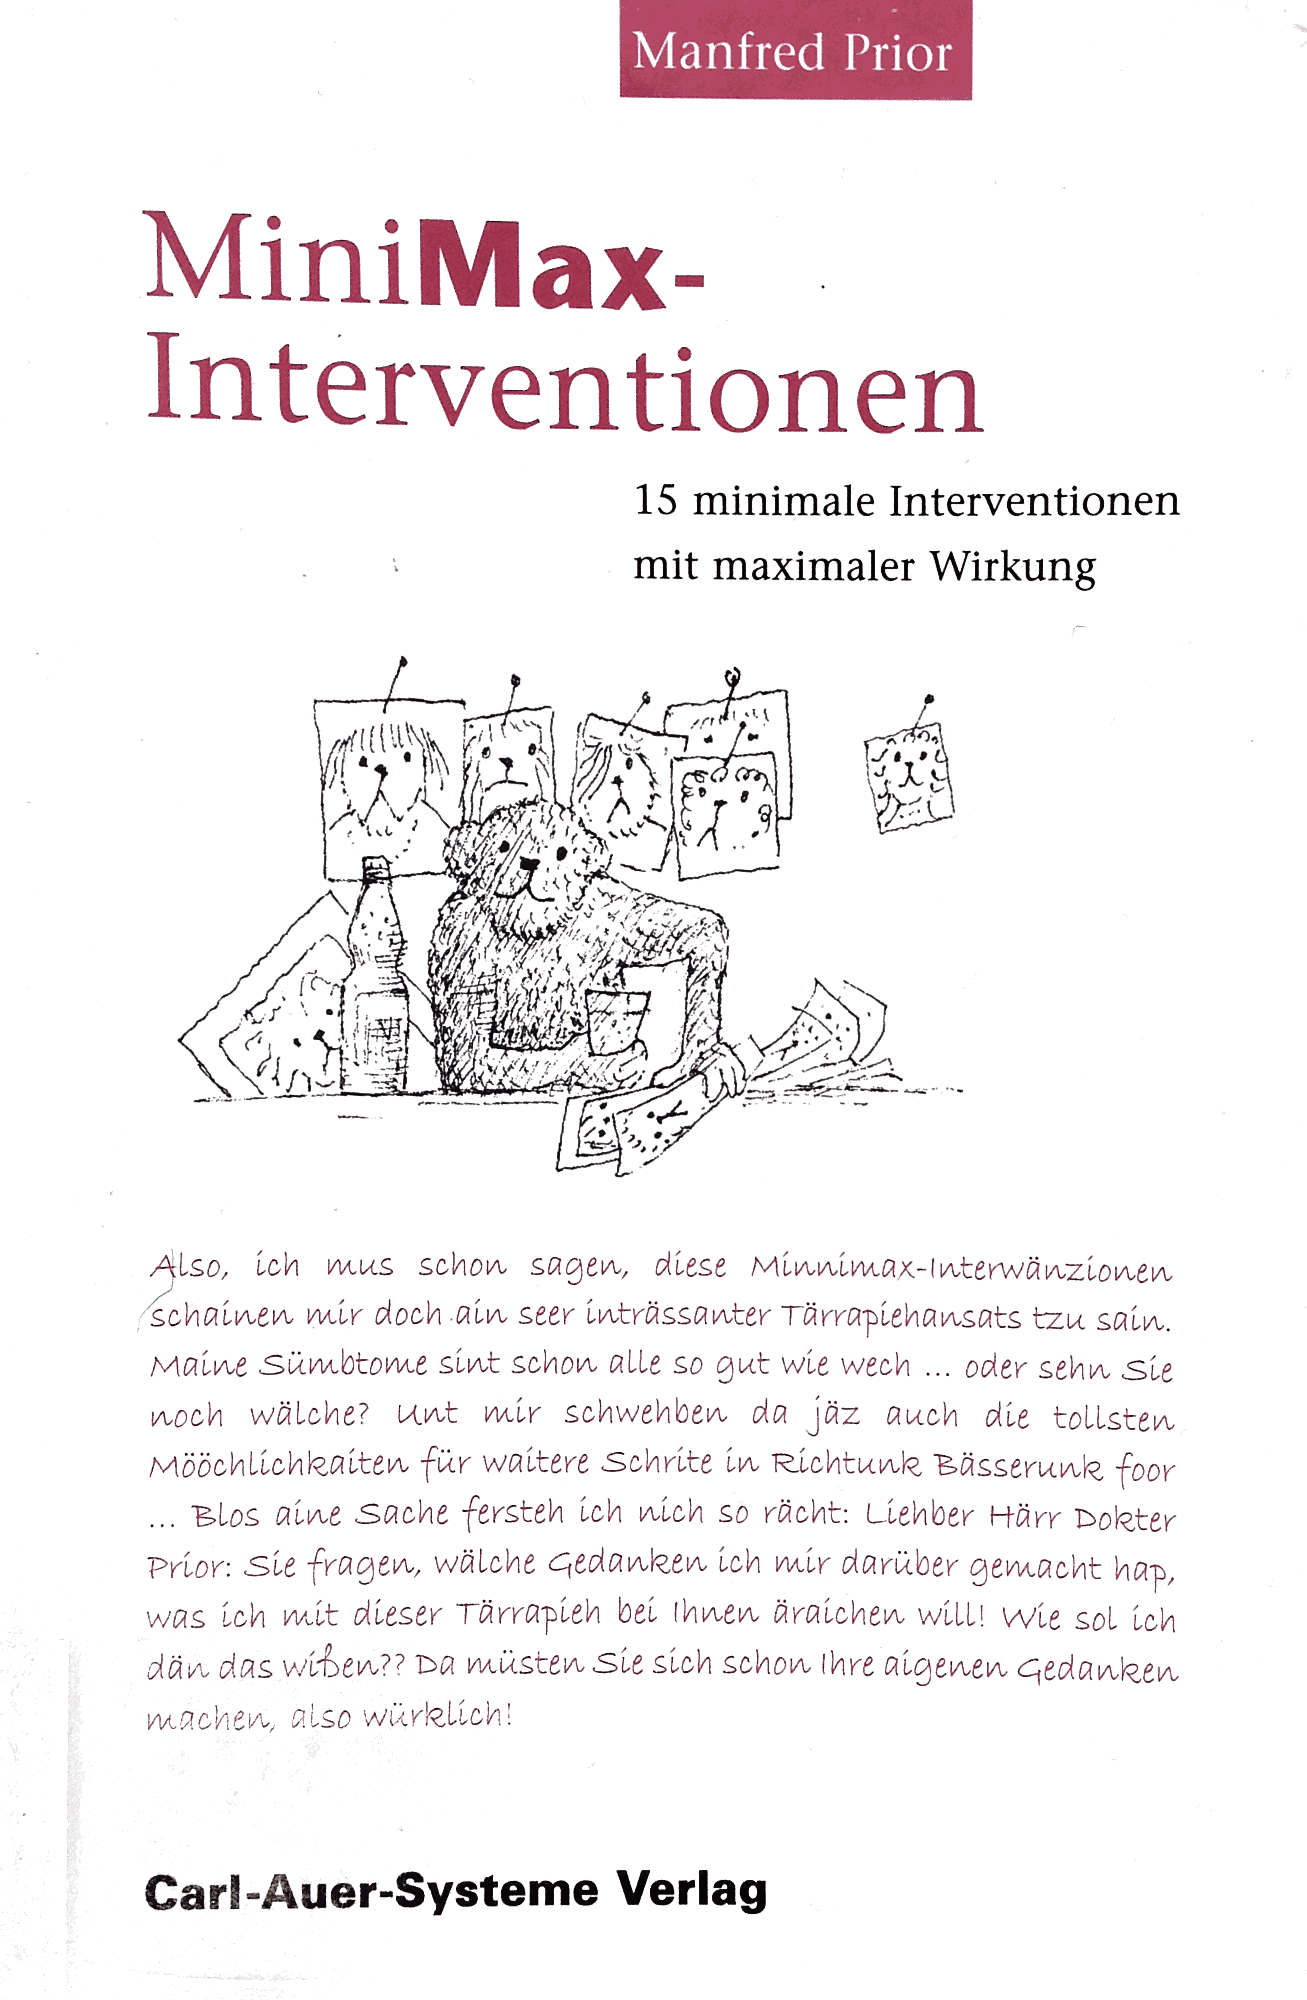 Manfred Prior
MiniMax-
Interventionen
15 minimale Interventionen
mit maximaler Wirkung
Also, ich mus schon sagen, diese Minnimax-Interwänzionen
schainen mir doch ain seer inträssanter Tärrapiehansats tzu sain.
Maine Sümbtome sint schon alle so gut wie wech ... oder sehn Sie
noch wälche? Unt mir schwehben da jäz auch die tollsten
Mööchlichkaiten für waitere Schrite in Richtunk Bässerunk foor
... Blos aine Sache fersteh ich nich so rächt: Liehber Härr Dokter
Prior: Sie fragen, wälche Gedanken ich mir darüber gemacht hap,
was ich mit dieser Tärrapieh bei Ihnen äraichen will! Wie sol ich
dän das wißen?? Da müsten Sie sich schon Ihre aigenen Gedanken
machen, also würklich!
Carl-Auer-Systeme Verlag